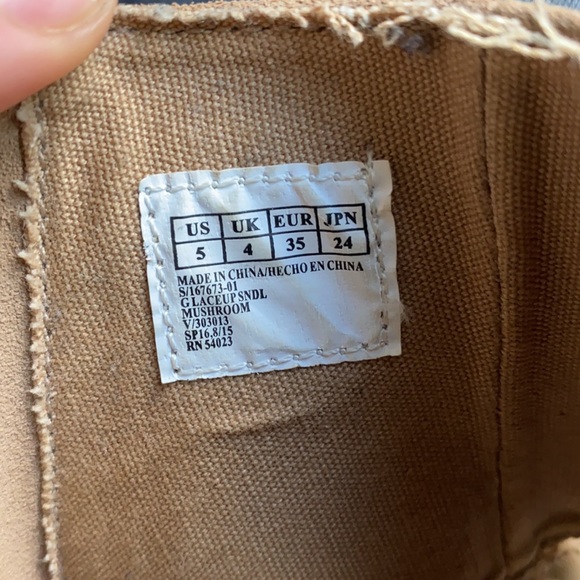 US UK EUR JPN
5 4 35 24
MADE IN CHINA/HECHO EN CHINA
S/167673-01
G LACEUP SNDL
MUSHROOM
V/303013
SP16,8/15
RN 54023